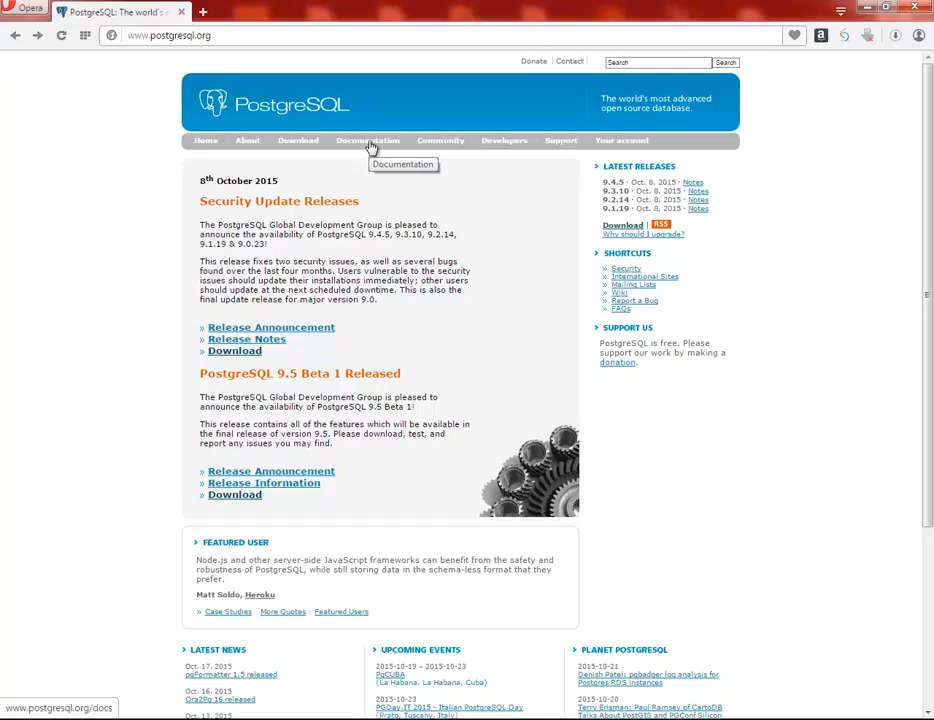 Opera
PostgreSQL: The world's
www.postgresql.org
Donate | Contact
Search
Search
PostgreSQL
The world's most advanced
open source database.
Home About Download Documentation Community Developers Support Your account
Documentation
8th October 2015
Security Update Releases
The PostgreSQL Global Development Group is pleased to
announce the availability of PostgreSQL 9.4.5, 9.3.10, 9.2.14,
9.1.19 & 9.0.23!
This release fixes two security issues, as well as several bugs
found over the last four months. Users vulnerable to the security
issues should update their installations immediately; other users
should update at the next scheduled downtime. This is also the
final update release for major version 9.0.
» Release Announcement
» Release Notes
» Download
PostgreSQL 9.5 Beta 1 Released
The PostgreSQL Global Development Group is pleased to
announce the availability of PostgreSQL 9.5 Beta 1!
This release contains all of the features which will be available in
the final release of version 9.5. Please download, test, and
report any issues you may find.
» Release Announcement
» Release Information
» Download
LATEST RELEASES
9.4.5 · Oct. 8, 2015 · Notes
9.3.10 · Oct. 8, 2015 · Notes
9.2.14 · Oct. 8, 2015 · Notes
9.1.19 · Oct. 8, 2015 · Notes
Download | RSS
Why should I upgrade?
SHORTCUTS
» Security
» International Sites
» Mailing Lists
» Wiki
» Report a Bug
» FAQs
SUPPORT US
PostgreSQL is free. Please
support our work by making a
donation.
FEATURED USER
Node.js and other server-side JavaScript frameworks can benefit from the safety and
robustness of PostgreSQL, while still storing data in the schema-less format that they
prefer.
Matt Soldo, Heroku
» Case Studies | More Quotes | Featured Users
LATEST NEWS
Oct. 17, 2015
pgFormatter 1.5 released
Oct. 16, 2015
Ora2Pg 16 released
Oct. 13, 2015
UPCOMING EVENTS
2015-10-19 – 2015-10-23
PgCUBA
(La Habana, La Habana, Cuba)
2015-10-23
PGDay.IT 2015 - Italian PostgreSQL Day
(Prato, Tuscany, Italy)
PLANET POSTGRESQL
2015-10-21
Denish Patel: pgbadger log analysis for
Postgres RDS instances
2015-10-20
Terry Erisman: Paul Ramsey of CartoDB
Talks About PostGIS and PGConf Silicon
www.postgresql.org/docs